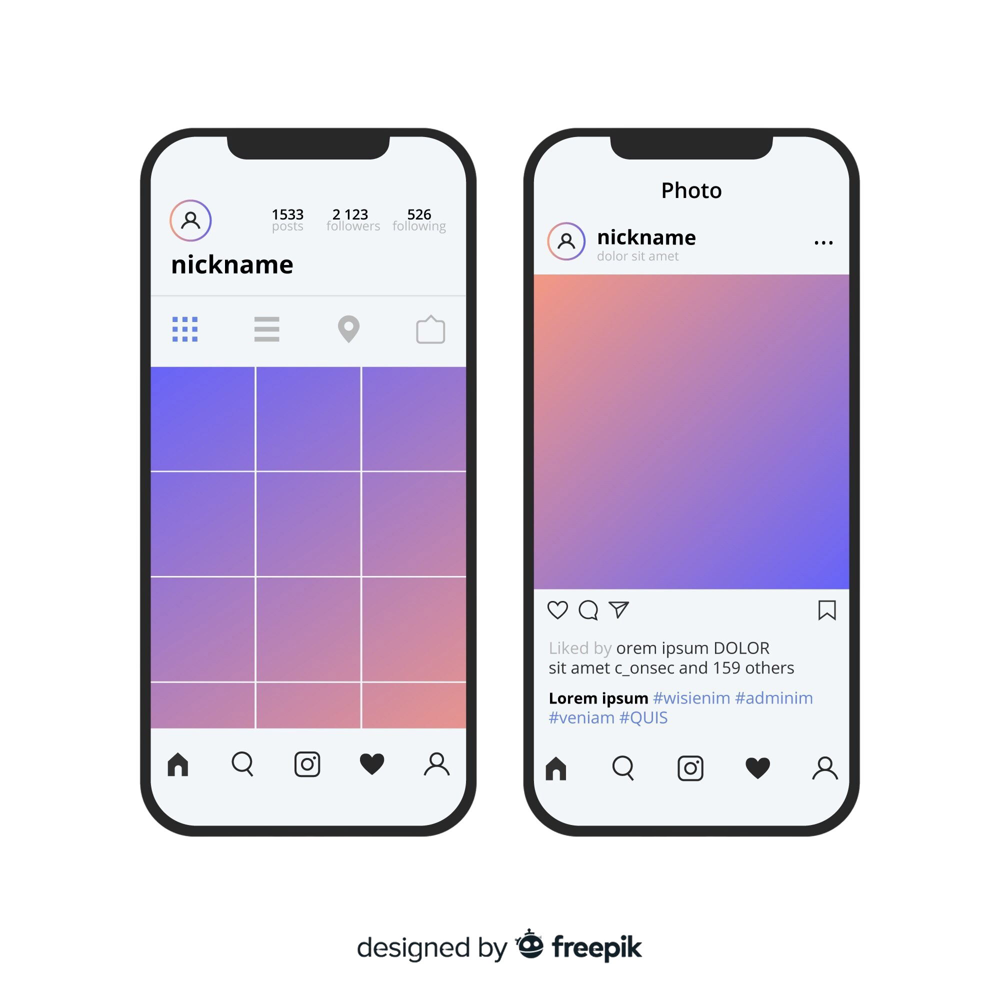 1533 2 123 526
posts followers following
nickname
Photo
nickname
dolor sit amet
Liked by orem ipsum DOLOR
sit amet c_onsec and 159 others
Lorem ipsum #wisienim #adminim
#veniam #QUIS
designed by freepik